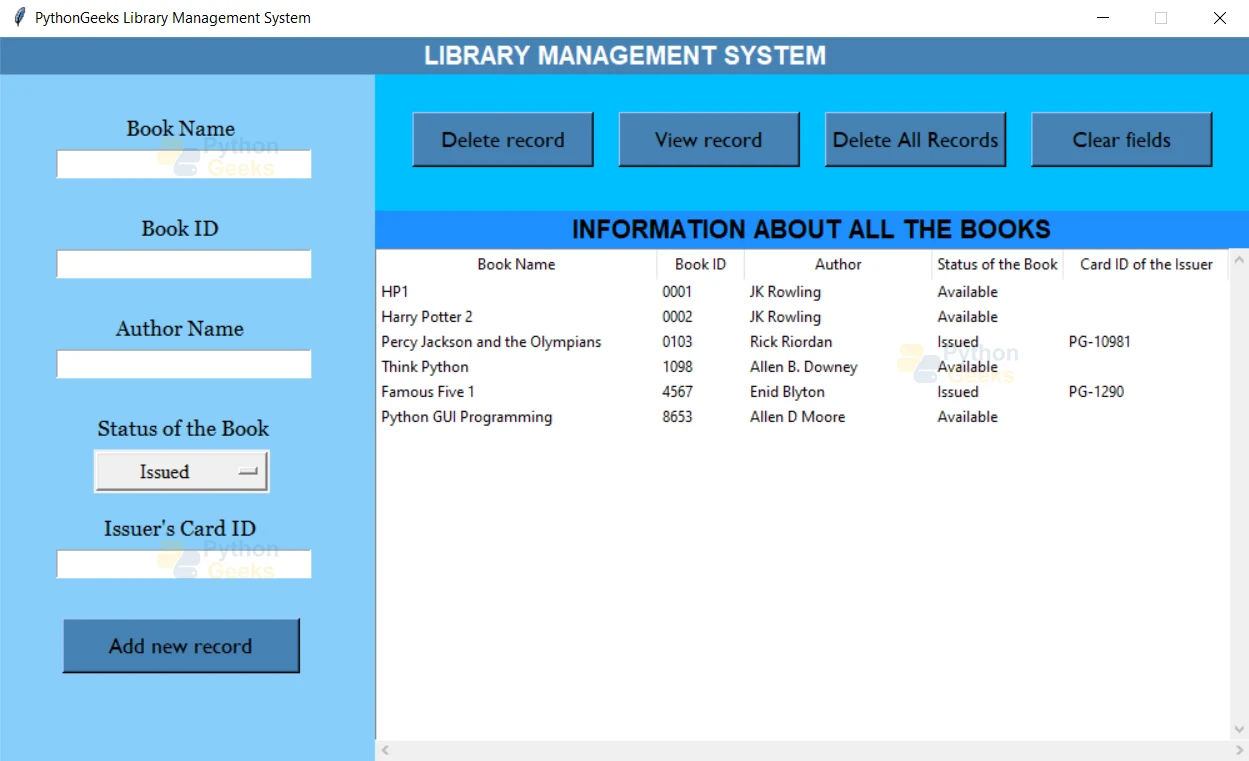 PythonGeeks Library Management System
LIBRARY MANAGEMENT SYSTEM
Book Name
Python
Geeks
Book ID
Author Name
Status of the Book
Issued
Issuer's Card ID
Python
Geeks
Add new record
Delete record View record Delete All Records Clear fields
INFORMATION ABOUT ALL THE BOOKS
Book Name Book ID Author Status of the Book Card ID of the Issuer
HP1 0001 JK Rowling Available
Harry Potter 2 0002 JK Rowling Available
Percy Jackson and the Olympians 0103 Rick Riordan Issued PG-10981
Think Python 1098 Allen B. Downey Available
Famous Five 1 4567 Enid Blyton Issued PG-1290
Python GUI Programming 8653 Allen D Moore Available
Python
Geeks